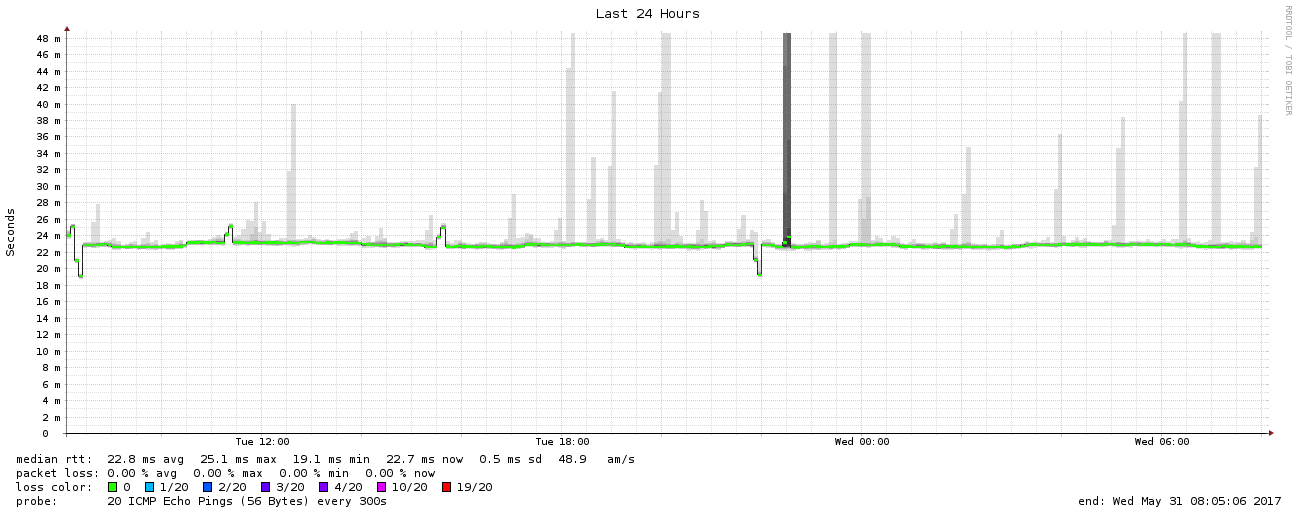 Last 24 Hours
RRDTOOL / TOBI OETIKER
Seconds
48 m
46 m
44 m
42 m
40 m
38 m
36 m
34 m
32 m
30 m
28 m
26 m
24 m
22 m
20 m
18 m
16 m
14 m
12 m
10 m
8 m
6 m
4 m
2 m
0
Tue 12:00 Tue 18:00 Wed 00:00 Wed 06:00
median rtt: 22.8 ms avg 25.1 ms max 19.1 ms min 22.7 ms now 0.5 ms sd 48.9 am/s
packet loss: 0.00 % avg 0.00 % max 0.00 % min 0.00 % now
loss color: 0 1/20 2/20 3/20 4/20 10/20 19/20
probe: 20 ICMP Echo Pings (56 Bytes) every 300s end: Wed May 31 08:05:06 2017